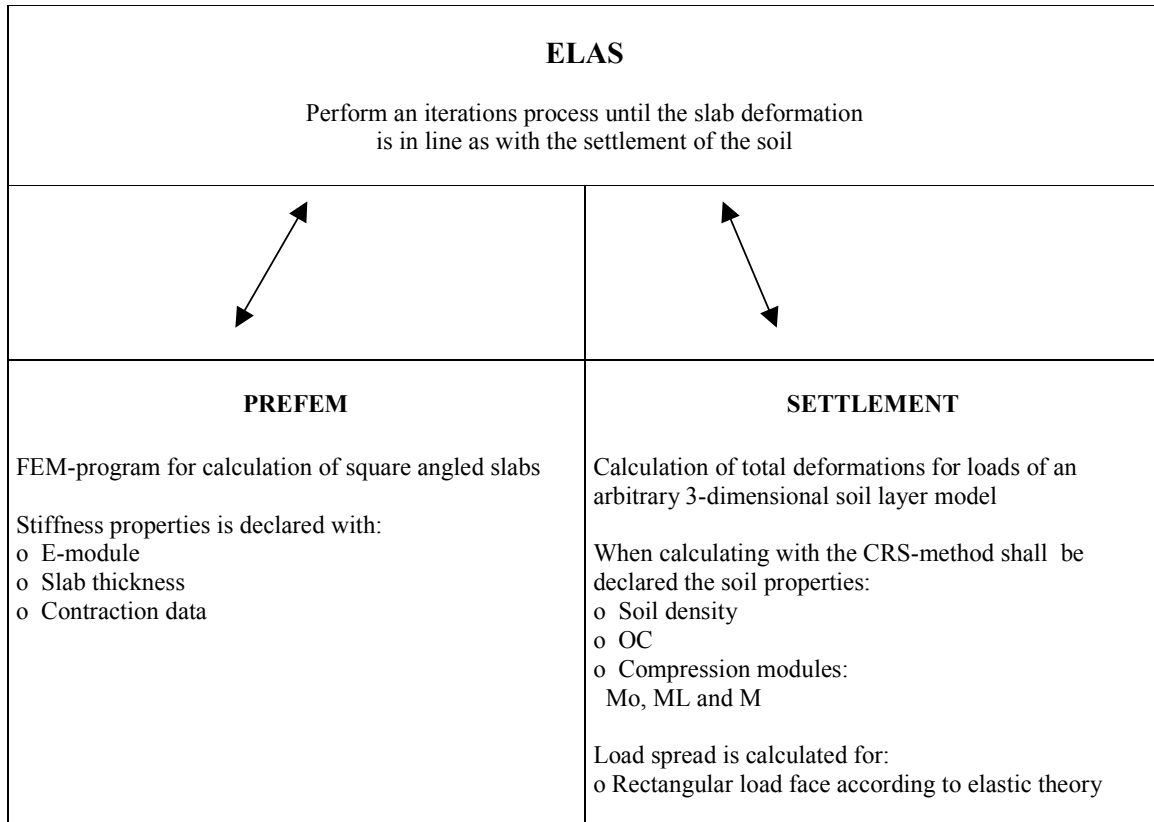 ELAS
Perform an iterations process until the slab deformation
is in line as with the settlement of the soil
PREFEM
FEM-program for calculation of square angled slabs
Stiffness properties is declared with:
o E-module
o Slab thickness
o Contraction data
SETTLEMENT
Calculation of total deformations for loads of an
arbitrary 3-dimensional soil layer model
When calculating with the CRS-method shall be
declared the soil properties:
o Soil density
o OC
o Compression modules:
Mo, ML and M
Load spread is calculated for:
o Rectangular load face according to elastic theory